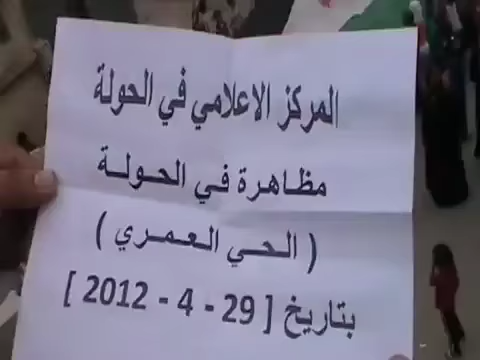 المركز الاعلامي في الحولة
مظاهرة في الحولة
( الحي العمري )
بتاريخ [ 29 - 4 - 2012 ]